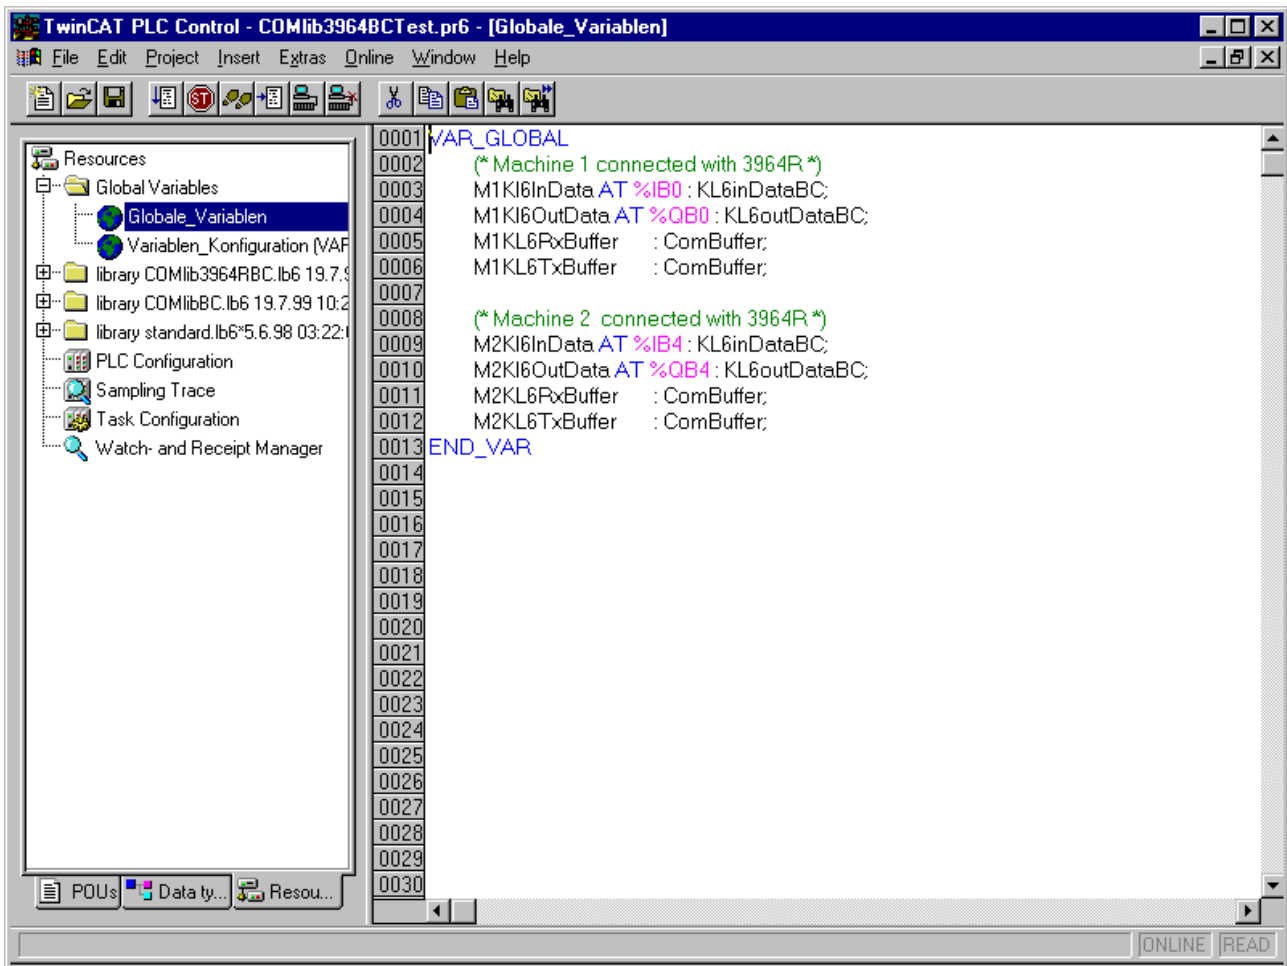 TwinCAT PLC Control - COMlib3964BCTest.pr6 - [Globale_Variablen]
File Edit Project Insert Extras Online Window Help
Resources
Global Variables
Globale_Variablen
Variablen_Konfiguration (VAR
library COMlib3964RBC.lb6 19.7.9
library COMlibBC.lb6 19.7.99 10:2
library standard.lb6*5.6.98 03:22:
PLC Configuration
Sampling Trace
Task Configuration
Watch- and Receipt Manager
POUs Data ty... Resou...
0001 VAR_GLOBAL
0002 (* Machine 1 connected with 3964R *)
0003 M1Kl6InData AT %IB0 : KL6inDataBC;
0004 M1Kl6OutData AT %QB0 : KL6outDataBC;
0005 M1KL6RxBuffer : ComBuffer;
0006 M1KL6TxBuffer : ComBuffer;
0007
0008 (* Machine 2 connected with 3964R *)
0009 M2Kl6InData AT %IB4 : KL6inDataBC;
0010 M2Kl6OutData AT %QB4 : KL6outDataBC;
0011 M2KL6RxBuffer : ComBuffer;
0012 M2KL6TxBuffer : ComBuffer;
0013 END_VAR
0014
0015
0016
0017
0018
0019
0020
0021
0022
0023
0024
0025
0026
0027
0028
0029
0030
ONLINE READ